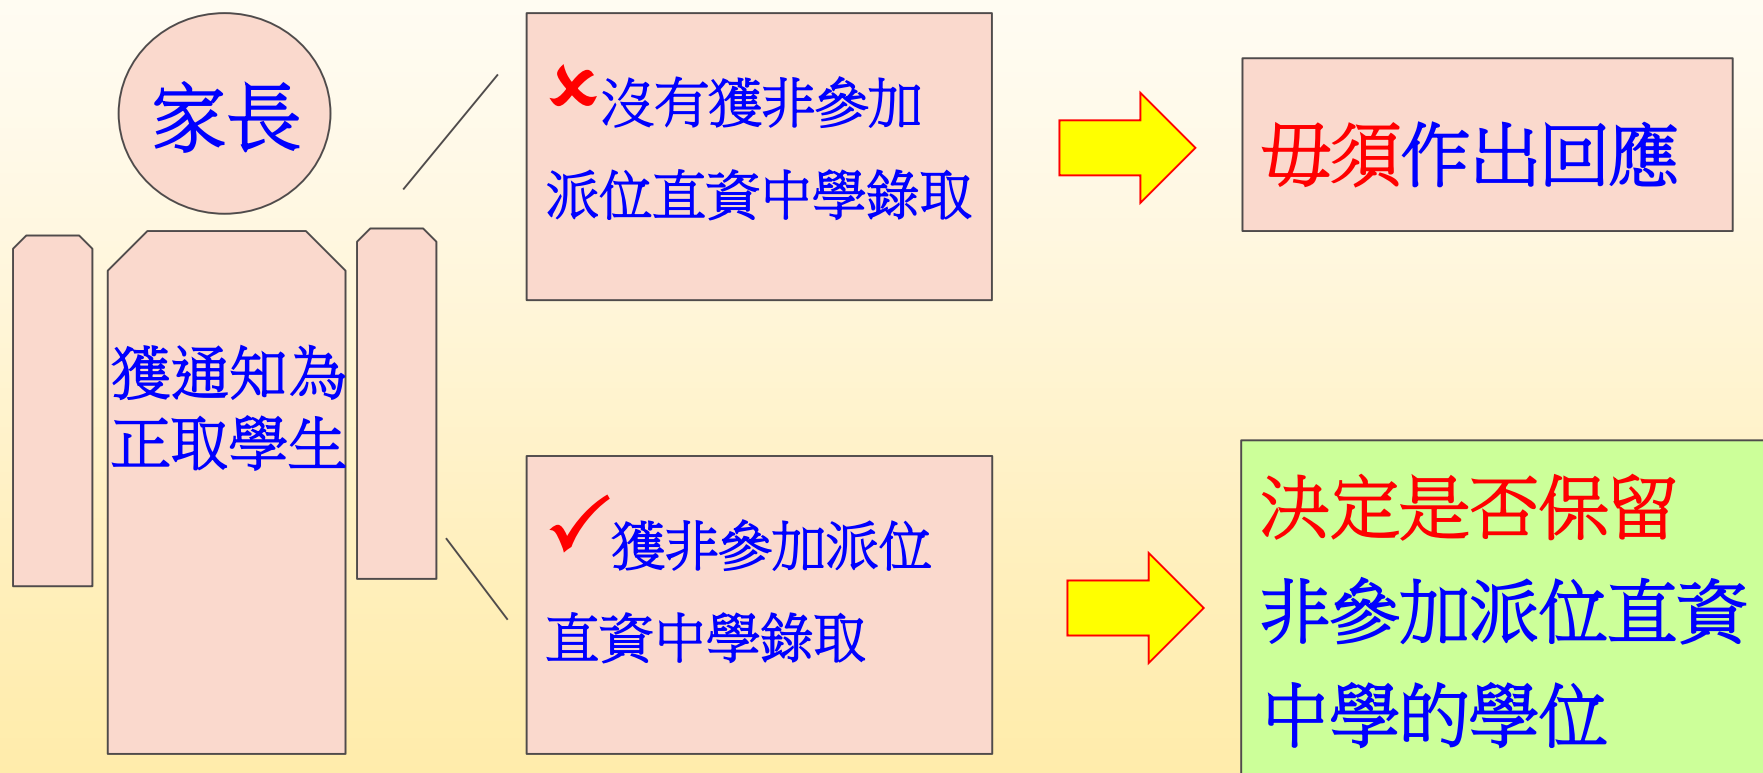 家長
獲通知為
正取學生
✘沒有獲非參加
派位直資中學錄取
毋須作出回應
✓獲非參加派位
直資中學錄取
決定是否保留
非參加派位直資
中學的學位